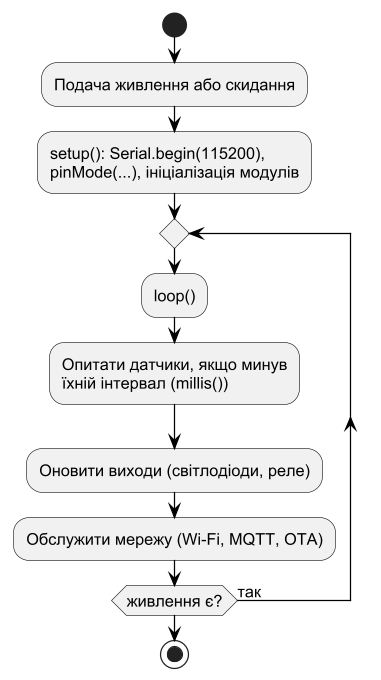 Подача живлення або скидання
setup(): Serial.begin(115200),
pinMode(...), ініціалізація модулів
loop()
Опитати датчики, якщо минув
їхній інтервал (millis())
Оновити виходи (світлодіоди, реле)
Обслужити мережу (Wi-Fi, MQTT, OTA)
живлення є?
так